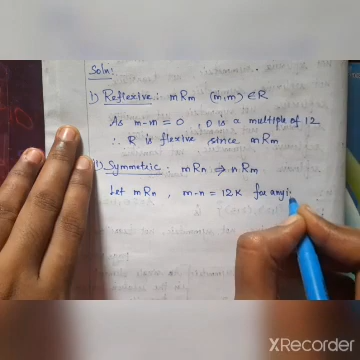 Soln:
i) Reflexive: mRm (m,m) ∈ R
As m-m = 0, 0 is a multiple of 12
∴ R is flexive since mRm
ii) Symmetric: mRn ⇒ nRm
Let mRn, m-n = 12K for any i
XRecorder